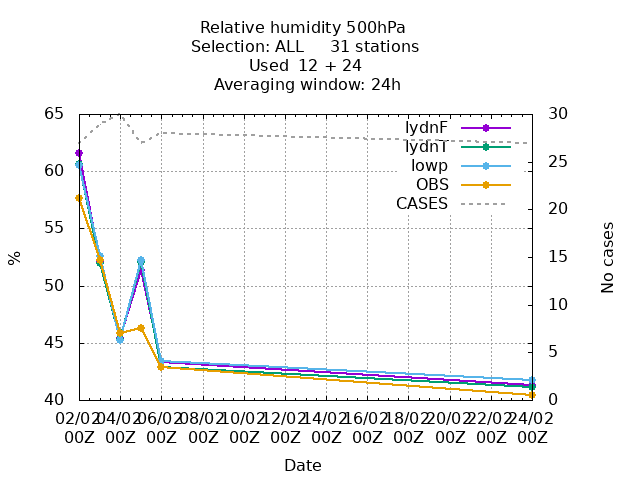 Relative humidity 500hPa
Selection: ALL 31 stations
Used 12 + 24
Averaging window: 24h
65
60
55
50
45
40
%
30
25
20
15
10
5
0
No cases
lydnF
lydnT
lowp
OBS
CASES
02/02 04/02 06/02 08/02 10/02 12/02 14/02 16/02 18/02 20/02 22/02 24/02
00Z 00Z 00Z 00Z 00Z 00Z 00Z 00Z 00Z 00Z 00Z 00Z
Date